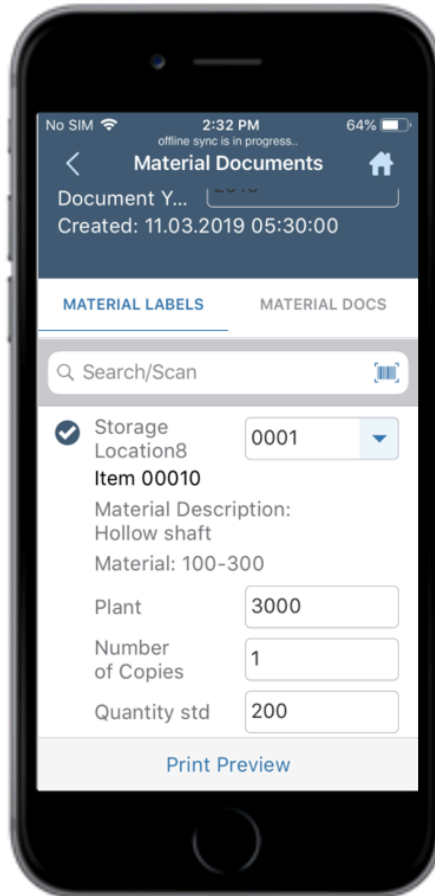 No SIM 2:32 PM 64%
offline sync is in progress..
Material Documents
Document Y...
Created: 11.03.2019 05:30:00
MATERIAL LABELS MATERIAL DOCS
Search/Scan
Storage
Location8 0001
Item 00010
Material Description:
Hollow shaft
Material: 100-300
Plant 3000
Number
of Copies 1
Quantity std 200
Print Preview